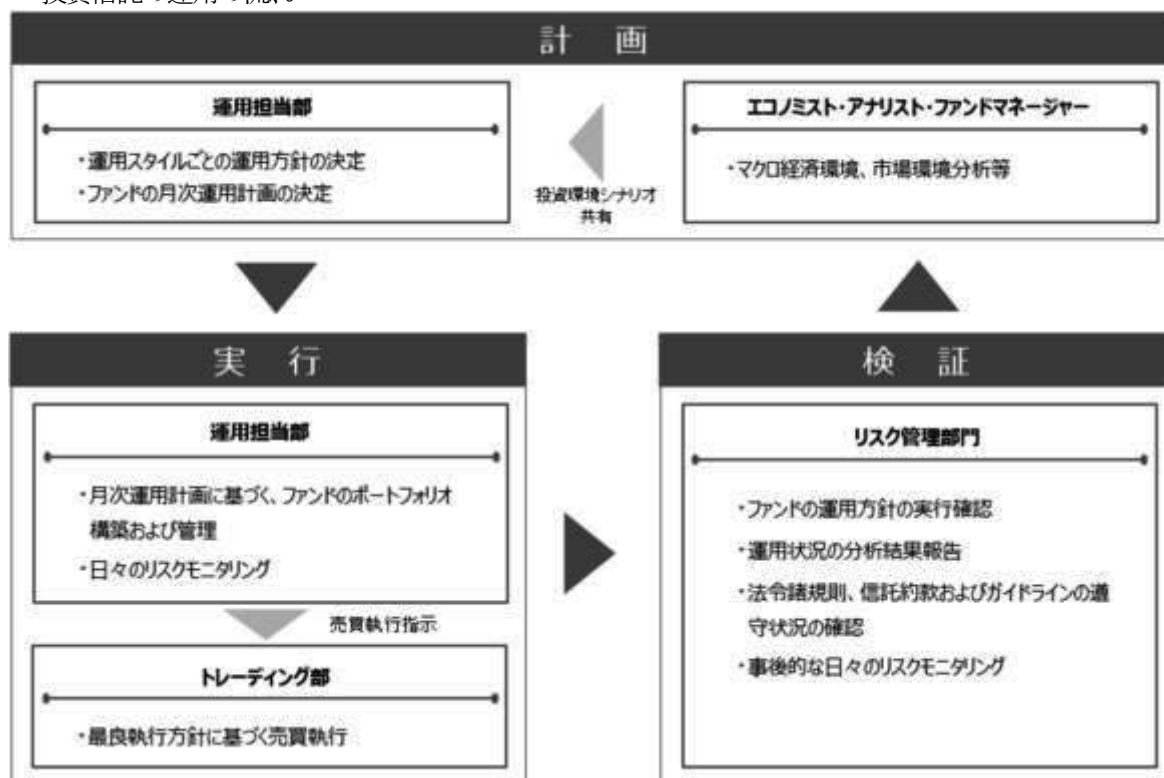 計 画
運用担当部
・運用スタイルごとの運用方針の決定
・ファンドの月次運用計画の決定
投資環境シナリオ
共有
エコノミスト・アナリスト・ファンドマネージャー
・マクロ経済環境、市場環境分析等
実 行
運用担当部
・月次運用計画に基づく、ファンドのポートフォリオ
構築および管理
・日々のリスクモニタリング
売買執行指示
トレーディング部
・最良執行方針に基づく売買執行
検 証
リスク管理部門
・ファンドの運用方針の実行確認
・運用状況の分析結果報告
・法令諸規則、信託約款およびガイドラインの遵
守状況の確認
・事後的な日々のリスクモニタリング